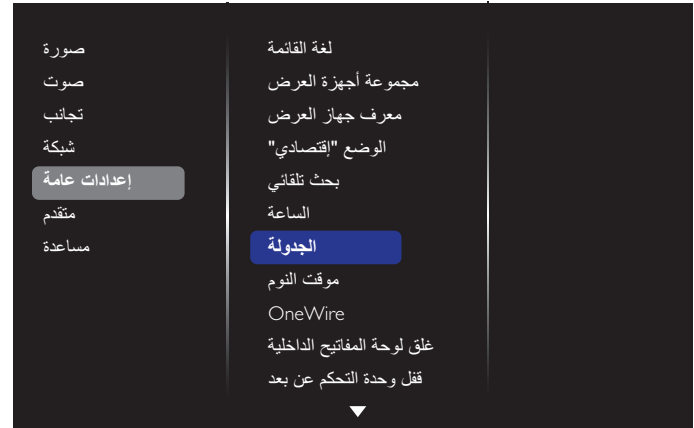 صورة
صوت
تجانب
شبكة
إعدادات عامة
متقدم
مساعدة
لغة القائمة
مجموعة أجهزة العرض
معرف جهاز العرض
الوضع "إقتصادي"
بحث تلقائي
الساعة
الجدولة
موقت النوم
OneWire
غلق لوحة المفاتيح الداخلية
قفل وحدة التحكم عن بعد